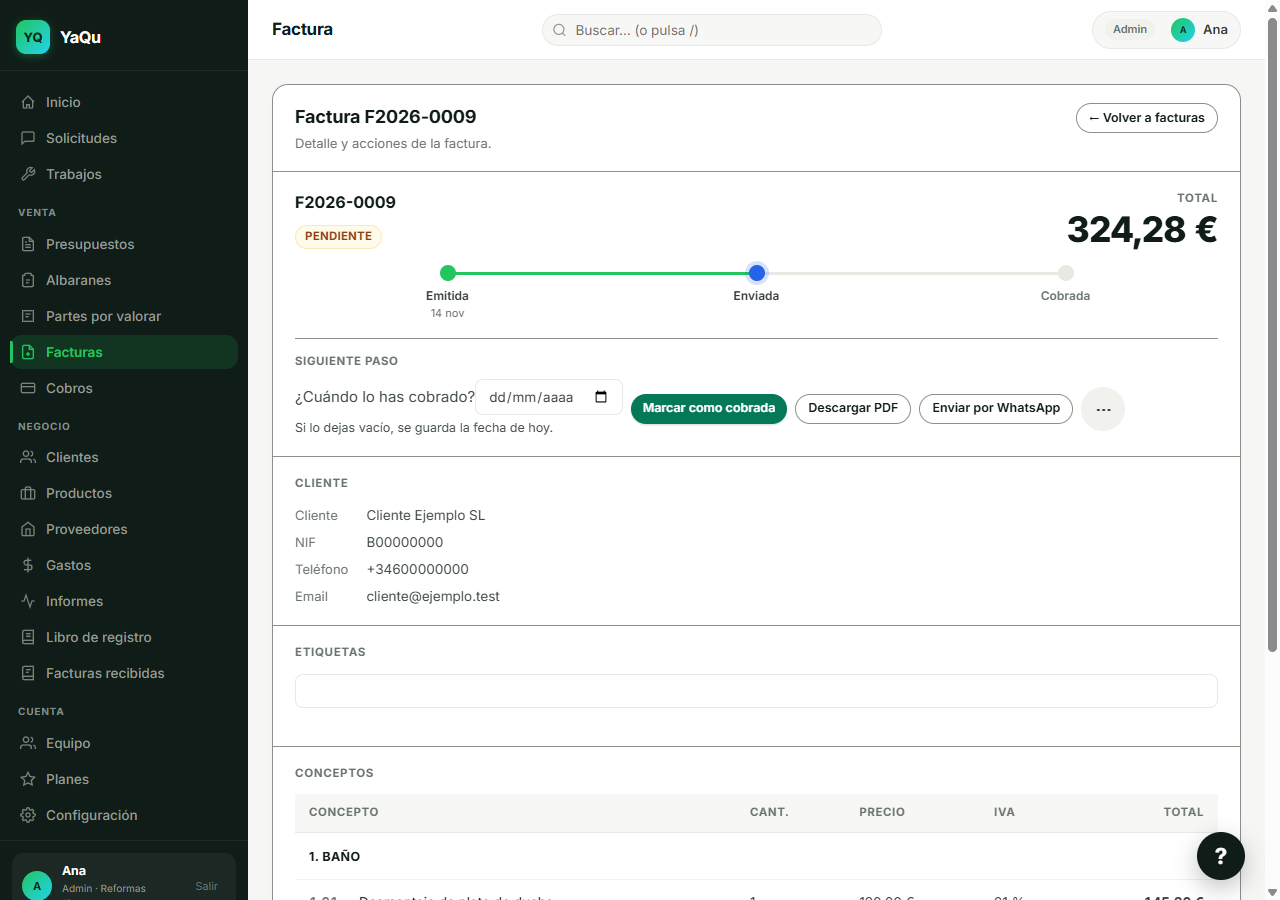 YQ YaQu
Factura
Buscar... (o pulsa /)
Admin A Ana
Inicio
Solicitudes
Trabajos
VENTA
Presupuestos
Albaranes
Partes por valorar
Facturas
Cobros
NEGOCIO
Clientes
Productos
Proveedores
Gastos
Informes
Libro de registro
Facturas recibidas
CUENTA
Equipo
Planes
Configuración
A Ana
Admin · Reformas
Salir
Factura F2026-0009
← Volver a facturas
Detalle y acciones de la factura.
F2026-0009
PENDIENTE
TOTAL
324,28 €
Emitida
14 nov
Enviada
Cobrada
SIGUIENTE PASO
¿Cuándo lo has cobrado? dd/mm/aaaa
Si lo dejas vacío, se guarda la fecha de hoy.
Marcar como cobrada
Descargar PDF
Enviar por WhatsApp
...
CLIENTE
Cliente Cliente Ejemplo SL
NIF B00000000
Teléfono +34600000000
Email cliente@ejemplo.test
ETIQUETAS
CONCEPTOS
CONCEPTO CANT. PRECIO IVA TOTAL
1. BAÑO
?